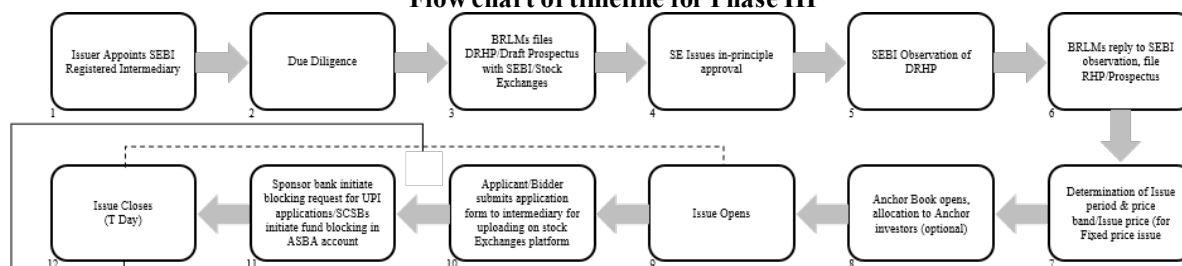 Flow chart of timeline for Phase III
Issuer Appoints SEBI
Registered Intermediary
1
Due Diligence
2
BRLMs files
DRHP/Draft Prospectus
with SEBI/Stock
Exchanges
3
SE Issues in-principle
approval
4
SEBI Observation of
DRHP
5
BRLMs reply to SEBI
observation, file
RHP/Prospectus
6
Issue Closes
(T Day)
12
Sponsor bank initiate
blocking request for UPI
applications/SCSBs
initiate fund blocking in
ASBA account
11
Applicant/Bidder
submits application
form to intermediary for
uploading on stock
Exchanges platform
10
Issue Opens
9
Anchor Book opens,
allocation to Anchor
investors (optional)
8
Determination of Issue
period & price
band/Issue price (for
Fixed price issue
7